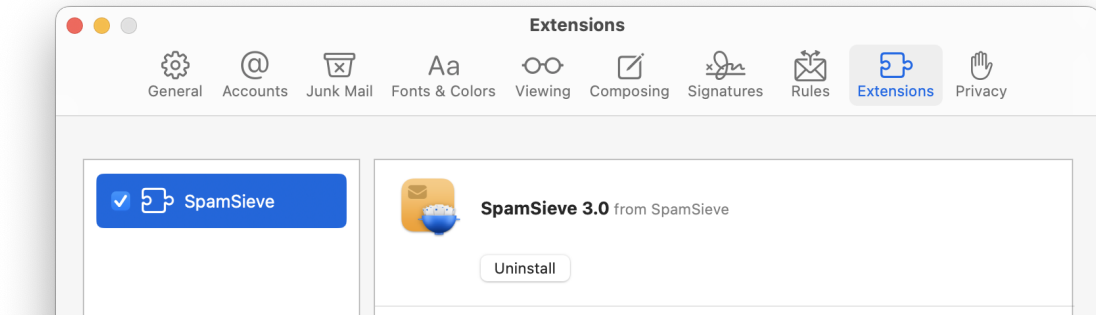 Extensions
General Accounts Junk Mail Fonts & Colors Viewing Composing Signatures Rules Extensions Privacy
SpamSieve
SpamSieve 3.0 from SpamSieve
Uninstall